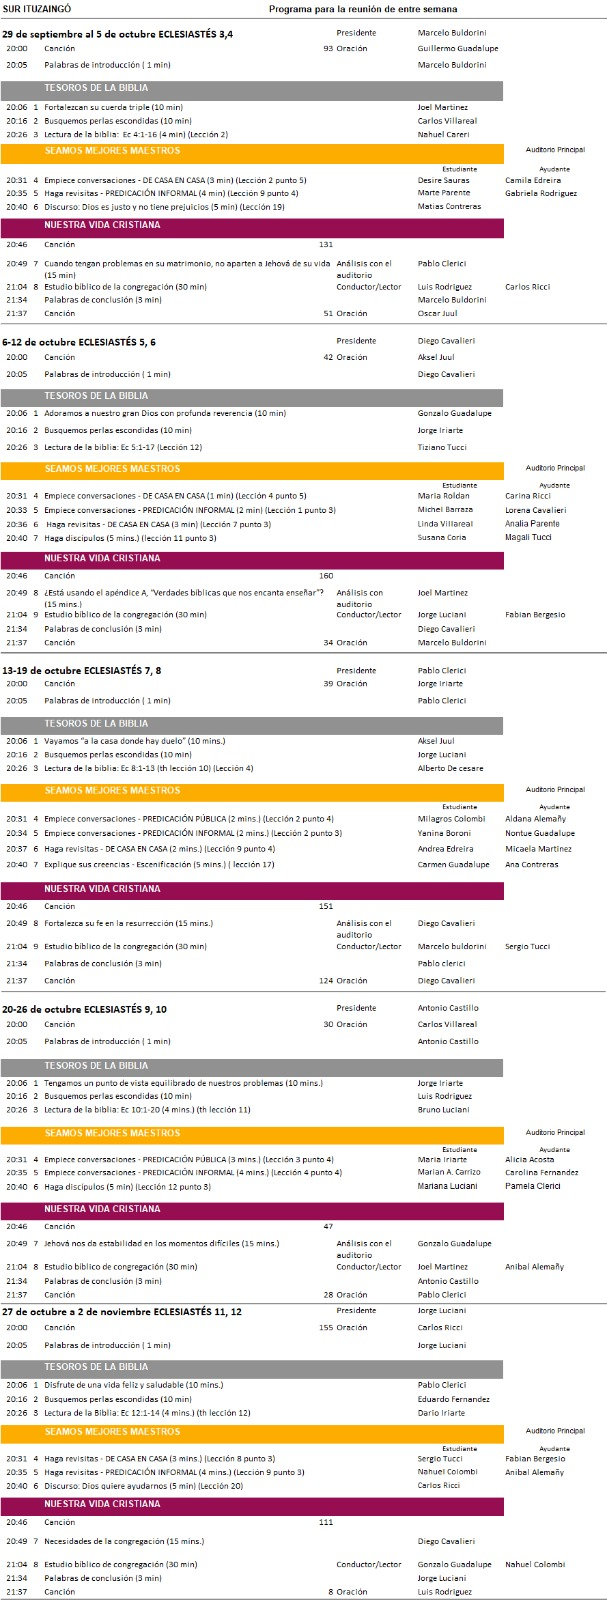 SUR ITUZAINGÓ Programa para la reunión de entre semana
29 de septiembre al 5 de octubre ECLESIASTÉS 3,4 Presidente Marcelo Buldorini
20:00 Canción 93 Oración Guillermo Guadalupe
20:05 Palabras de introducción ( 1 min) Marcelo Buldorini
TESOROS DE LA BIBLIA
20:06 1 Fortalezcan su cuerda triple (10 min) Joel Martinez
20:16 2 Busquemos perlas escondidas (10 min) Carlos Villareal
20:26 3 Lectura de la biblia: Ec 4:1-16 (4 min) (Lección 2) Nahuel Careri
SEAMOS MEJORES MAESTROS Auditorio Principal
Estudiante Ayudante
20:31 4 Empiece conversaciones - DE CASA EN CASA (3 min) (Lección 2 punto 5) Desire Sauras Camila Edreira
20:35 5 Haga revisitas - PREDICACIÓN INFORMAL (4 min) (Lección 9 punto 4) Marte Parente Gabriela Rodriguez
20:40 6 Discurso: Dios es justo y no tiene prejuicios (5 min) (Lección 19) Matias Contreras
NUESTRA VIDA CRISTIANA
20:46 Canción 131
20:49 7 Cuando tengan problemas en su matrimonio, no aparten a Jehová de su vida Análisis con el Pablo Clerici
(15 min) auditorio
21:04 8 Estudio bíblico de la congregación (30 min) Conductor/Lector Luis Rodriguez Carlos Ricci
21:34 Palabras de conclusión (3 min) Marcelo Buldorini
21:37 Canción 51 Oración Oscar Juul
6-12 de octubre ECLESIASTÉS 5, 6 Presidente Diego Cavalieri
20:00 Canción 42 Oración Aksel Juul
20:05 Palabras de introducción ( 1 min) Diego Cavalieri
TESOROS DE LA BIBLIA
20:06 1 Adoramos a nuestro gran Dios con profunda reverencia (10 min) Gonzalo Guadalupe
20:16 2 Busquemos perlas escondidas (10 min) Jorge Iriarte
20:26 3 Lectura de la biblia: Ec 5:1-17 (Lección 12) Tiziano Tucci
SEAMOS MEJORES MAESTROS Auditorio Principal
Estudiante Ayudante
20:31 4 Empiece conversaciones - DE CASA EN CASA (1 min) (Lección 4 punto 5) Maria Roldan Carina Ricci
20:33 5 Empiece conversaciones - PREDICACIÓN INFORMAL (2 min) (Lección 1 punto 3) Michel Barraza Lorena Cavalieri
20:36 6 Haga revisitas - DE CASA EN CASA (3 min) (Lección 7 punto 3) Linda Villareal Analia Parente
20:40 7 Haga discipulos (5 mins.) (lección 11 punto 3) Susana Coria Magali Tucci
NUESTRA VIDA CRISTIANA
20:46 Canción 160
20:49 8 ¿Está usando el apéndice A, "Verdades bíblicas que nos encanta enseñar"? Análisis con Joel Martinez
(15 mins.) auditorio
21:04 9 Estudio bíblico de la congregación (30 min) Conductor/Lector Jorge Luciani Fabian Bergesio
21:34 Palabras de conclusión (3 min) Diego Cavalieri
21:37 Canción 34 Oración Marcelo Buldorini
13-19 de octubre ECLESIASTÉS 7, 8 Presidente Pablo Clerici
20:00 Canción 39 Oración Jorge Iriarte
20:05 Palabras de introducción ( 1 min) Pablo Clerici
TESOROS DE LA BIBLIA
20:06 1 Vayamos "a la casa donde hay duelo" (10 mins.) Aksel Juul
20:16 2 Busquemos perlas escondidas (10 min) Jorge Luciani
20:26 3 Lectura de la biblia: Ec 8:1-13 (th lección 10) (Lección 4) Alberto De cesare
SEAMOS MEJORES MAESTROS Auditorio Principal
Estudiante Ayudante
20:31 4 Empiece conversaciones - PREDICACIÓN PÚBLICA (2 mins.) (Lección 2 punto 4) Milagros Colombi Aldana Alemañy
20:34 5 Empiece conversaciones - PREDICACIÓN INFORMAL (2 mins.) (Lección 2 punto 3) Yanina Boroni Nontue Guadalupe
20:37 6 Haga revisitas - DE CASA EN CASA (2 mins.) (Lección 9 punto 4) Andrea Edreira Micaela Martinez
20:40 7 Explique sus creencias - Escenificación (5 mins.) ( lección 17) Carmen Guadalupe Ana Contreras
NUESTRA VIDA CRISTIANA
20:46 Canción 151
20:49 8 Fortalezca su fe en la resurrección (15 mins.) Análisis con el Diego Cavalieri
auditorio
21:04 9 Estudio bíblico de la congregación (30 min) Conductor/Lector Marcelo buldorini Sergio Tucci
21:34 Palabras de conclusión (3 min) Pablo clerici
21:37 Canción 124 Oración Diego Cavalieri
20-26 de octubre ECLESIASTÉS 9, 10 Presidente Antonio Castillo
20:00 Canción 30 Oración Carlos Villareal
20:05 Palabras de introducción ( 1 min) Antonio Castillo
TESOROS DE LA BIBLIA
20:06 1 Tengamos un punto de vista equilibrado de nuestros problemas (10 mins.) Jorge Iriarte
20:16 2 Busquemos perlas escondidas (10 min) Luis Rodriguez
20:26 3 Lectura de la biblia: Ec 10:1-20 (4 mins.) (th lección 11) Bruno Luciani
SEAMOS MEJORES MAESTROS Auditorio Principal
Estudiante Ayudante
20:31 4 Empiece conversaciones - PREDICACIÓN PÚBLICA (3 mins.) (Lección 3 punto 4) Maria Iriarte Alicia Acosta
20:35 5 Empiece conversaciones - PREDICACIÓN INFORMAL (4 mins.) (Lección 4 punto 4) Marian A. Carrizo Carolina Fernandez
20:40 6 Haga discípulos (5 min) (Lección 12 punto 3) Mariana Luciani Pamela Clerici
NUESTRA VIDA CRISTIANA
20:46 Canción 47
20:49 7 Jehová nos da estabilidad en los momentos difíciles (15 mins.) Análisis con el Gonzalo Guadalupe
auditorio
21:04 8 Estudio bíblico de congregación (30 min) Conductor/Lector Joel Martinez Anibal Alemañy
21:34 Palabras de conclusión (3 min) Antonio Castillo
21:37 Canción 28 Oración Pablo Clerici
27 de octubre a 2 de noviembre ECLESIASTÉS 11, 12 Presidente Jorge Luciani
20:00 Canción 155 Oración Carlos Ricci
20:05 Palabras de introducción ( 1 min) Jorge Luciani
TESOROS DE LA BIBLIA
20:06 1 Disfrute de una vida feliz y saludable (10 mins.) Pablo Clerici
20:16 2 Busquemos perlas escondidas (10 min) Eduardo Fernandez
20:26 3 Lectura de la Biblia: Ec 12:1-14 (4 mins.) (th lección 12) Dario Iriarte
SEAMOS MEJORES MAESTROS Auditorio Principal
Estudiante Ayudante
20:31 4 Haga revisitas - DE CASA EN CASA (3 mins.) (Lección 8 punto 3) Sergio Tucci Fabian Bergesio
20:35 5 Haga revisitas - PREDICACIÓN INFORMAL (4 mins.) (Lección 9 punto 3) Nahuel Colombi Anibal Alemañy
20:40 6 Discurso: Dios quiere ayudarnos (5 min) (Lección 20) Carlos Ricci
NUESTRA VIDA CRISTIANA
20:46 Canción 111
20:49 7 Necesidades de la congregación (15 mins.) Diego Cavalieri
21:04 8 Estudio bíblico de congregación (30 min) Conductor/Lector Gonzalo Guadalupe Nahuel Colombi
21:34 Palabras de conclusión (3 min) Jorge Luciani
21:37 Canción 8 Oración Luis Rodriguez